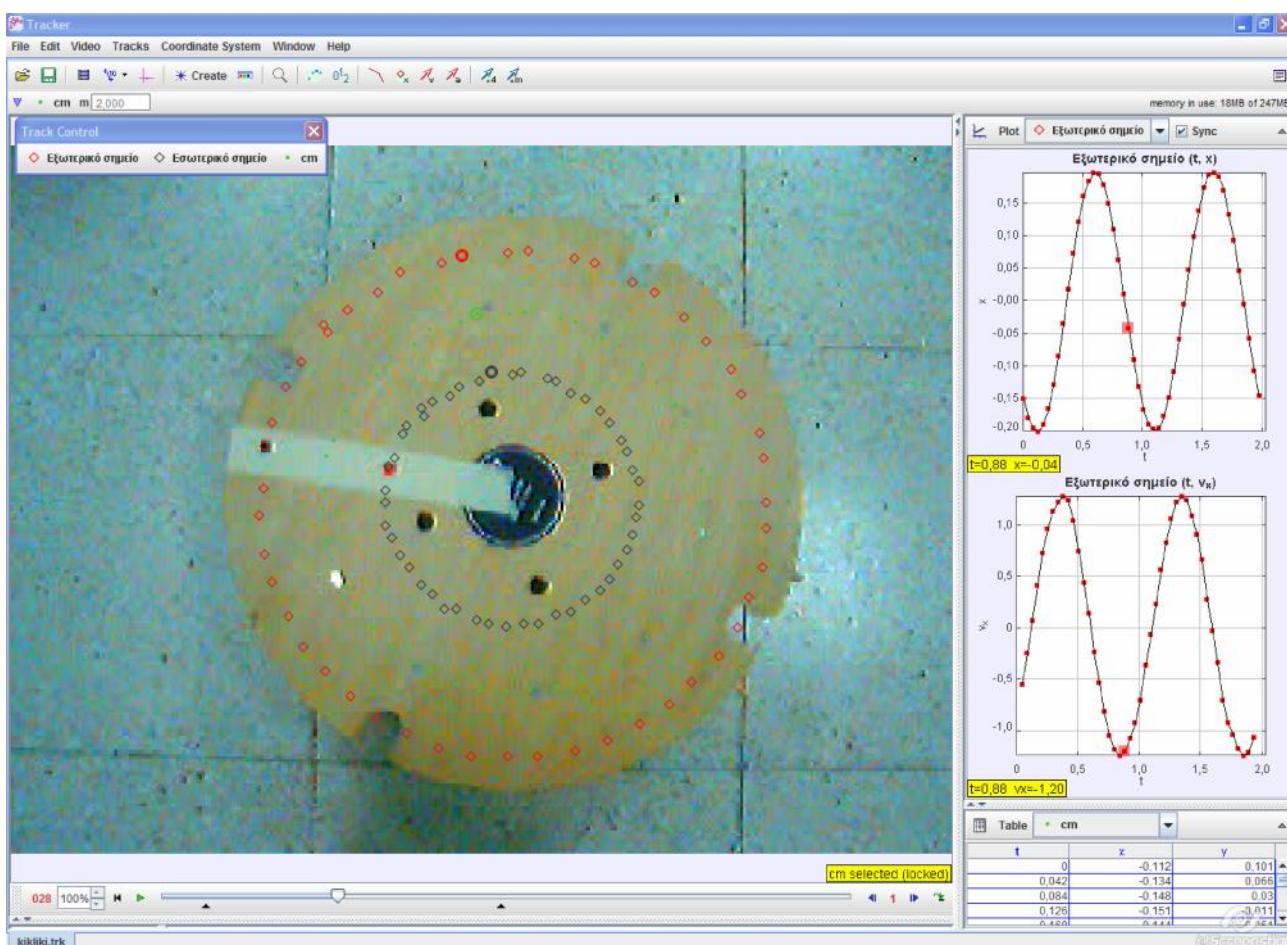 Tracker
File Edit Video Tracks Coordinate System Window Help
Create
cm m 2,000
memory in use: 18MB of 247MB
Track Control
Εξωτερικό σημείο Εσωτερικό σημείο cm
Plot Εξωτερικό σημείο Sync
Εξωτερικό σημείο (t, x)
0,15
0,10
0,05
x -0,00
-0,05
-0,10
-0,15
-0,20
0 0,5 1,0 1,5 2,0
t
t=0,88 x=-0,04
Εξωτερικό σημείο (t, vx)
1,0
0,5
vx 0
-0,5
-1,0
0 0,5 1,0 1,5 2,0
t
t=0,88 vx=-1,20
Table cm
t x y
0 -0,112 0,101
0,042 -0,134 0,066
0,084 -0,148 0,03
0,126 -0,151 -0,011
cm selected (locked)
028 100% 1
kikliki.trk